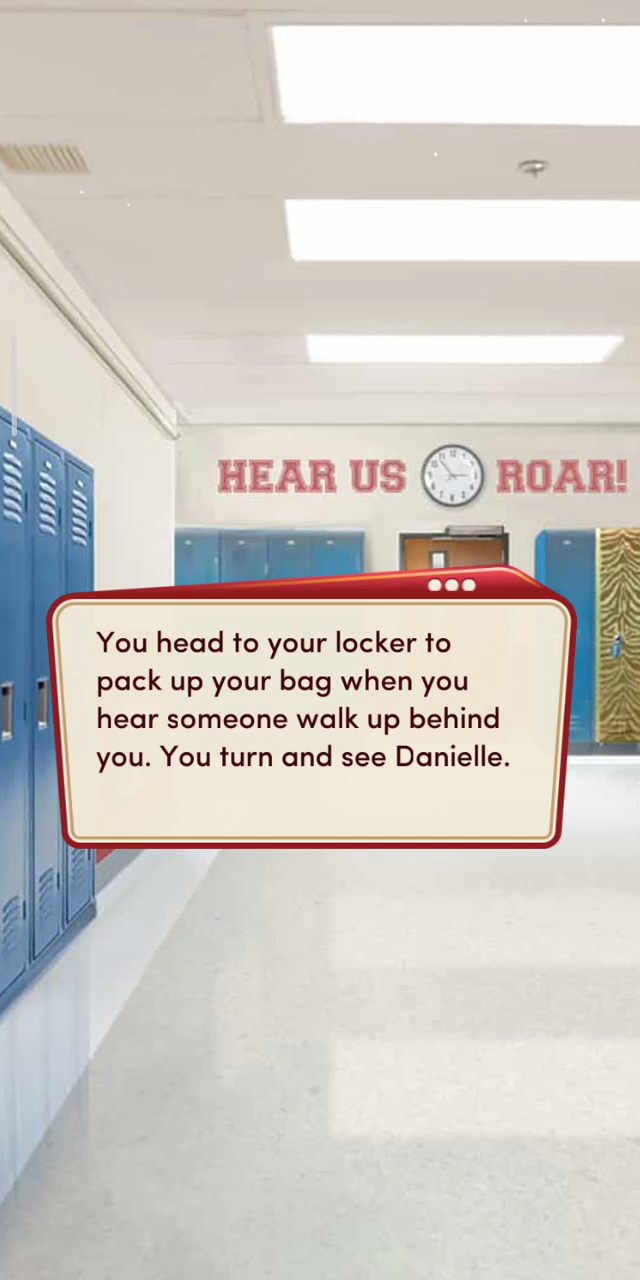 HEAR US ROAR!
You head to your locker to
pack up your bag when you
hear someone walk up behind
you. You turn and see Danielle.